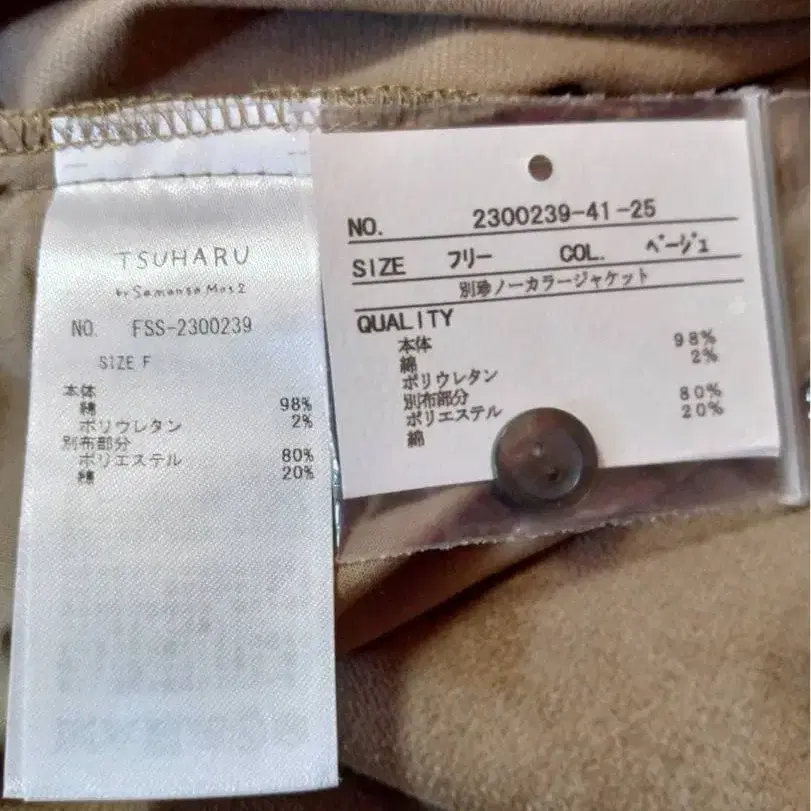 TSUHARU
by Samansa Mos2
NO. FSS-2300239
SIZE F
本体
綿 98%
ポリウレタン 2%
別布部分
ポリエステル 80%
綿 20%
NO. 2300239-41-25
SIZE フリー COL. ベージュ
別珍ノーカラージャケット
QUALITY
本体
綿 98%
ポリウレタン 2%
別布部分
ポリエステル 80%
綿 20%